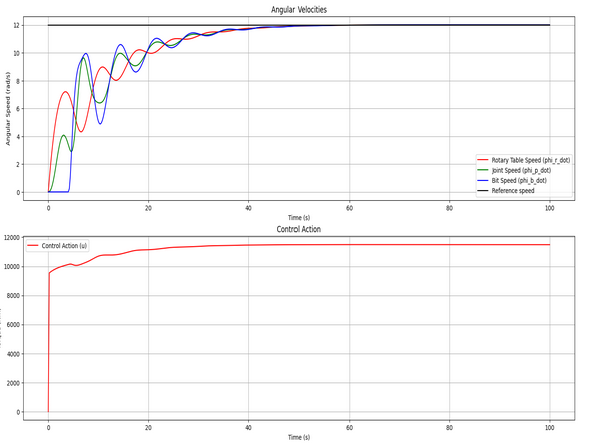 Angular Velocities
Angular Speed (rad/s)
12
10
8
6
4
2
0
Rotary Table Speed (phi_r_dot)
Joint Speed (phi_p_dot)
Bit Speed (phi_b_dot)
Reference speed
0 20 40 60 80 100
Time (s)
Control Action
12000
10000
8000
6000
4000
2000
0
Control Action (u)
0 20 40 60 80 100
Time (s)